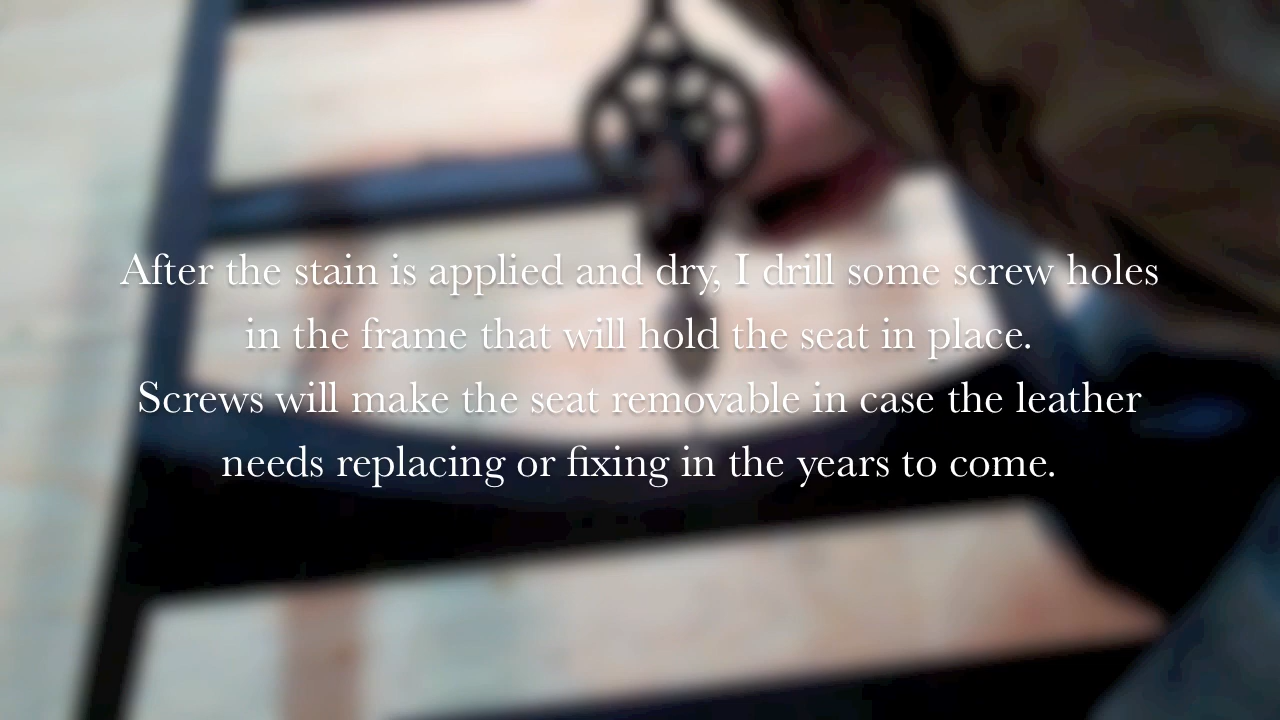 After the stain is applied and dry, I drill some screw holes
in the frame that will hold the seat in place.
Screws will make the seat removable in case the leather
needs replacing or fixing in the years to come.